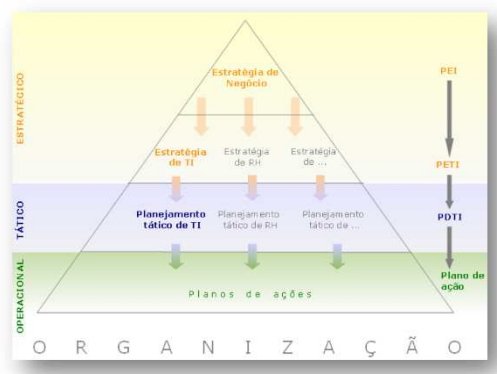 Estratégia de
Negócio
PEI
ESTRATÉGICO
Estratégia
de TI
Estratégia
de RH
Estratégia
de ...
PETI
TÁTICO
Planejamento
tático de TI
Planejamento
tático de RH
Planejamento
tático de ...
PDTI
OPERACIONAL
Planos de ações
Plano de
ação
ORGANIZAÇÃO